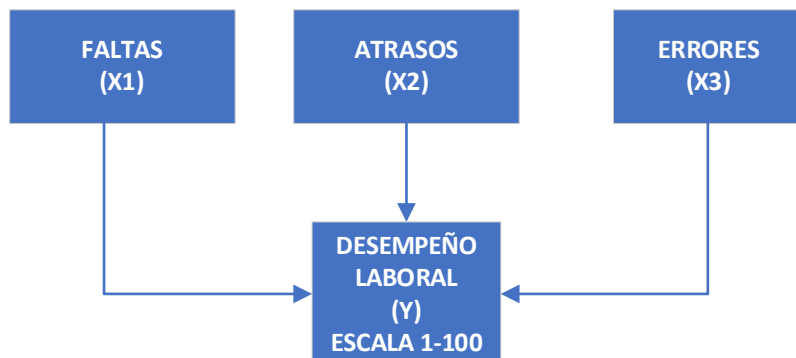 FALTAS
(X1)
ATRASOS
(X2)
ERRORES
(X3)
DESEMPEÑO
LABORAL
(Y)
ESCALA 1-100